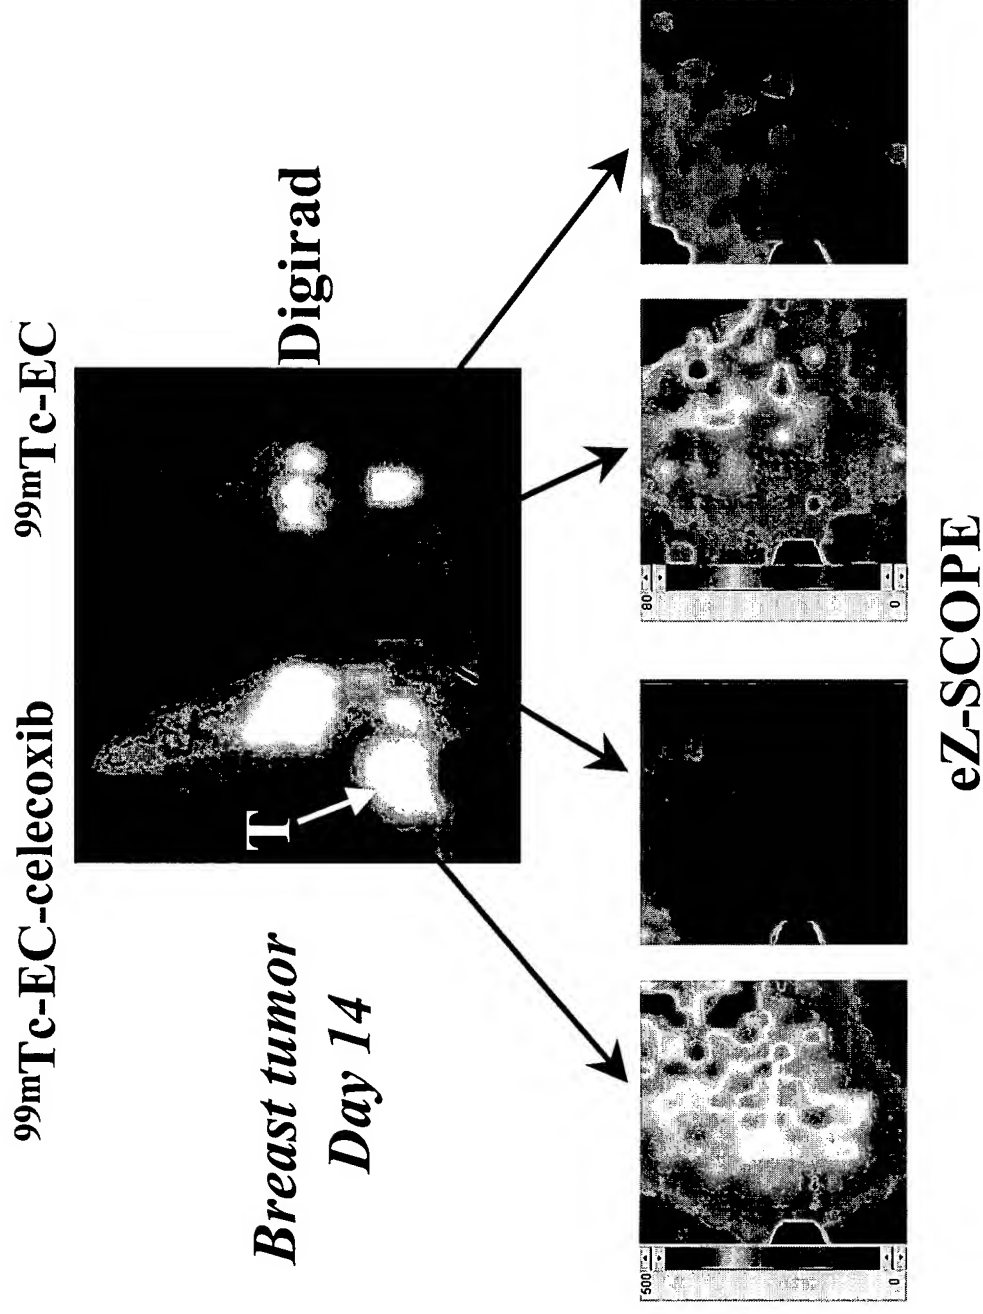 ⁹⁹ᵐTc-EC-celecoxib
⁹⁹ᵐTc-EC
Breast tumor
Day 14
T
Digirad
500
0
80
0
eZ-SCOPE